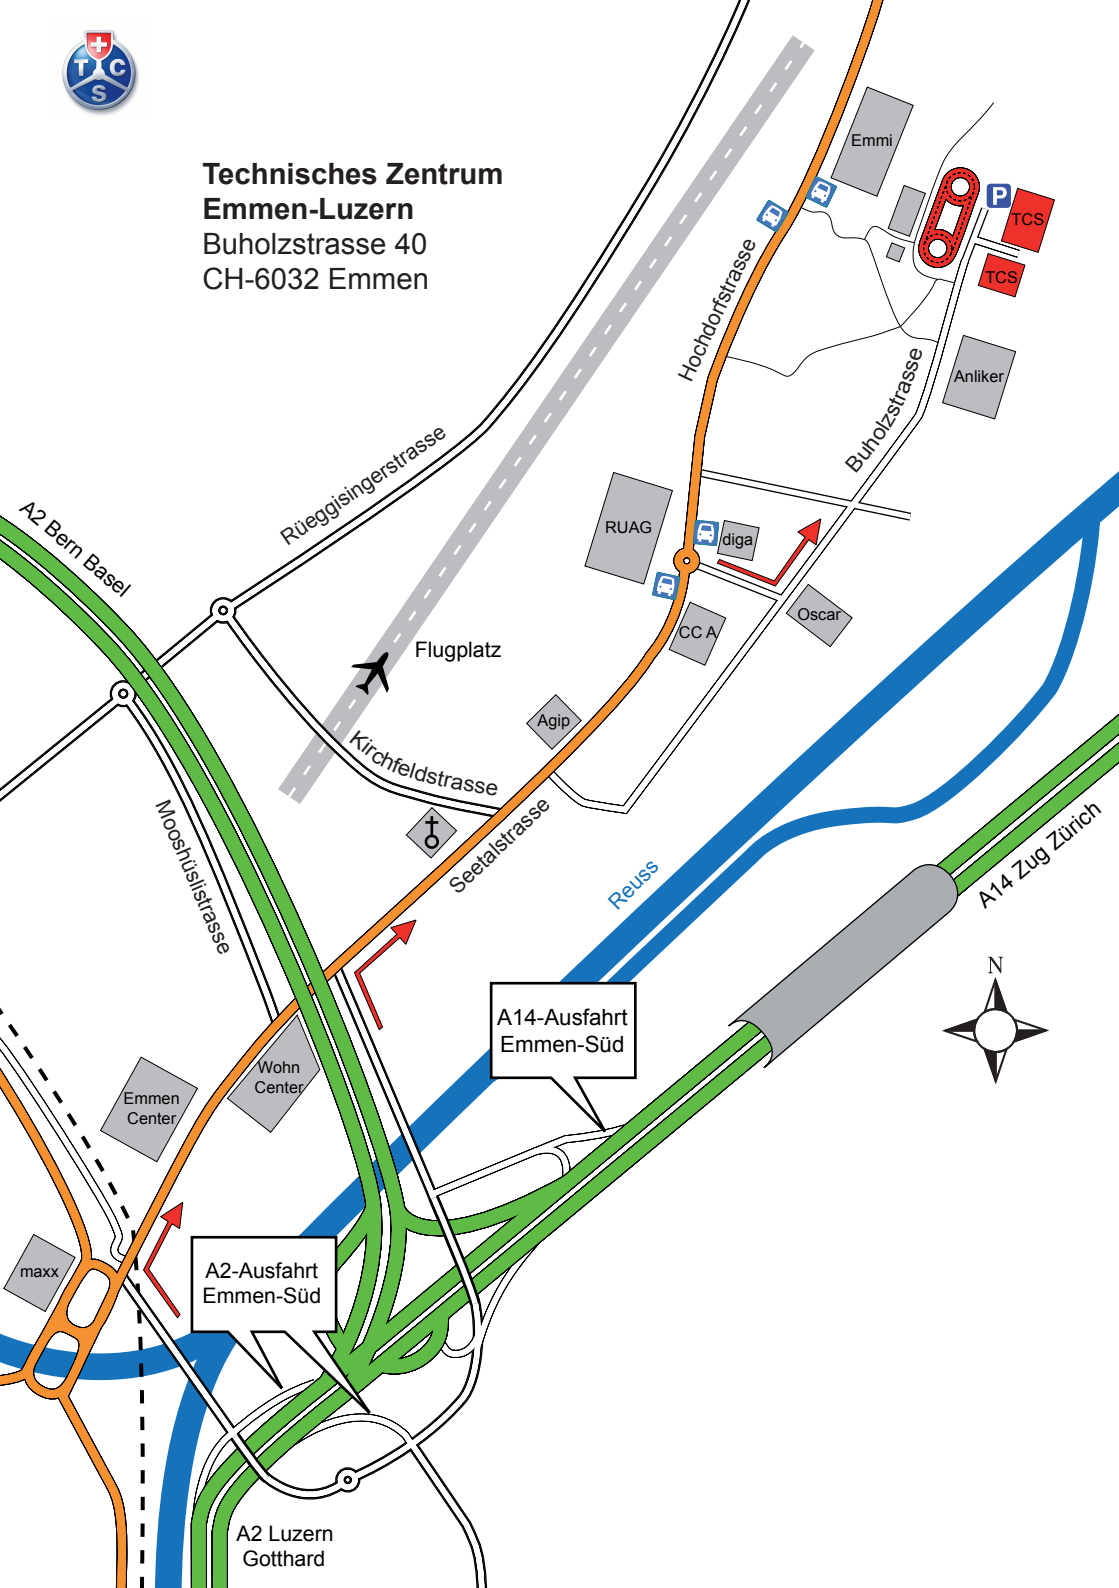 T C
S
Technisches Zentrum
Emmen-Luzern
Buholzstrasse 40
CH-6032 Emmen
Emmi
P
TCS
TCS
Hochdorfstrasse
Anliker
Buholzstrasse
Rüeggisingerstrasse
A2 Bern Basel
RUAG
diga
Oscar
CC A
Flugplatz
Agip
Kirchfeldstrasse
Mooshüslistrasse
Seetalstrasse
Reuss
A14 Zug Zürich
N
A14-Ausfahrt
Emmen-Süd
Wohn
Center
Emmen
Center
maxx
A2-Ausfahrt
Emmen-Süd
A2 Luzern
Gotthard